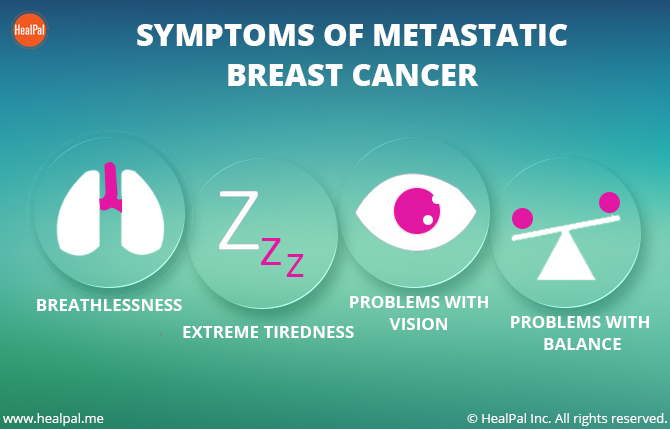 HealPal
SYMPTOMS OF METASTATIC
BREAST CANCER
Z
Z
Z
BREATHLESSNESS
EXTREME TIREDNESS
PROBLEMS WITH
VISION
PROBLEMS WITH
BALANCE
www.healpal.me
© HealPal Inc. All rights reserved.